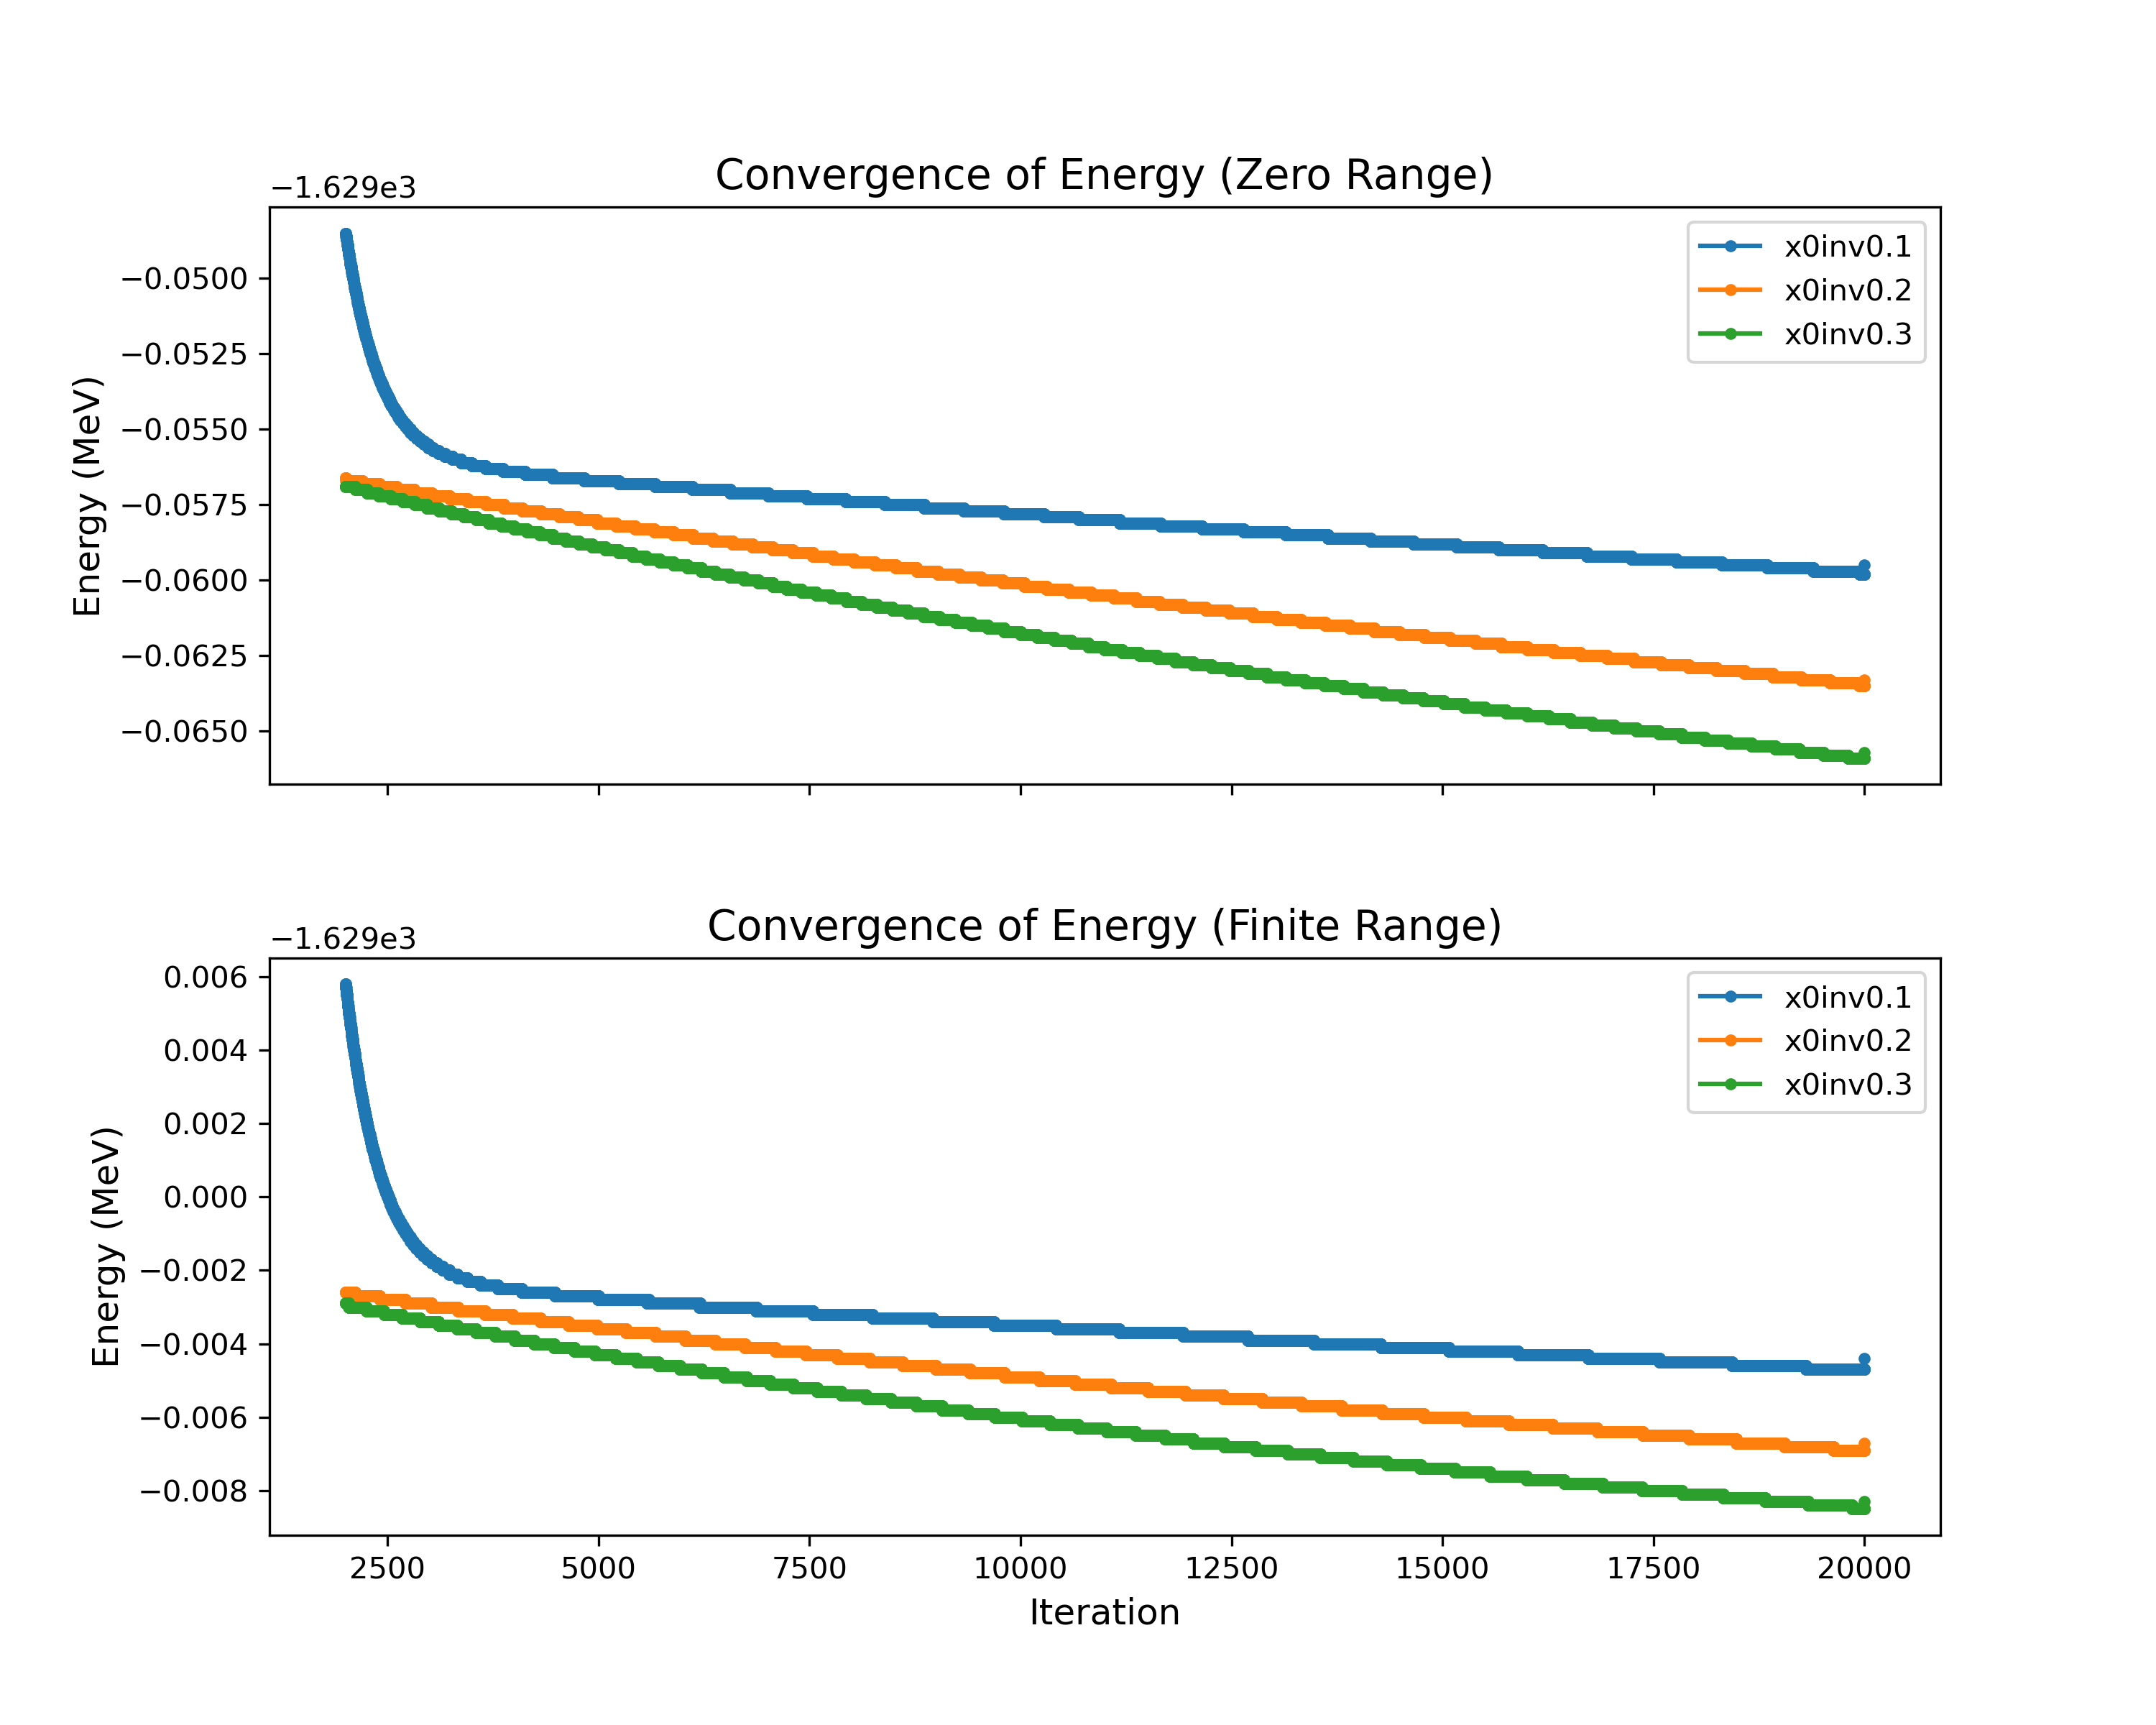 Convergence of Energy (Zero Range)
−1.629e3
−0.0500
−0.0525
−0.0550
−0.0575
−0.0600
−0.0625
−0.0650
Energy (MeV)
x0inv0.1
x0inv0.2
x0inv0.3
Convergence of Energy (Finite Range)
−1.629e3
0.006
0.004
0.002
0.000
−0.002
−0.004
−0.006
−0.008
Energy (MeV)
x0inv0.1
x0inv0.2
x0inv0.3
2500 5000 7500 10000 12500 15000 17500 20000
Iteration